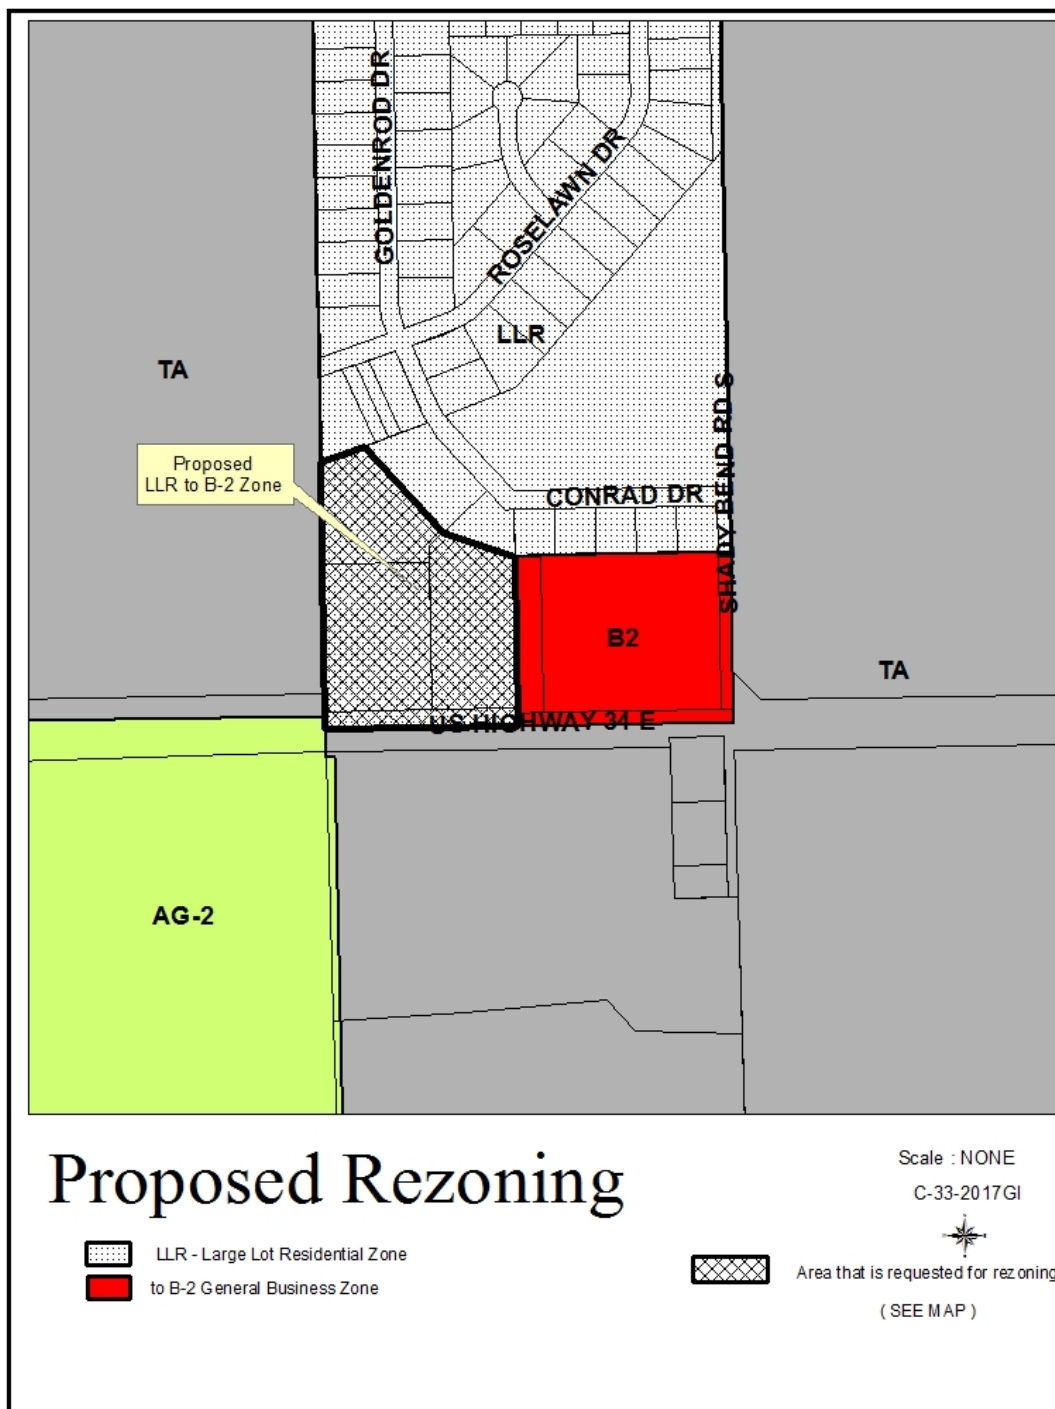 GOLDENROD DR
ROSELAWN DR
LLR
TA
SHADY BEND RD S
Proposed
LLR to B-2 Zone
CONRAD DR
B2
TA
US HIGHWAY 34 E
AG-2
Proposed Rezoning
Scale : NONE
C-33-2017GI
LLR - Large Lot Residential Zone
to B-2 General Business Zone
Area that is requested for rezoning
( SEE MAP )